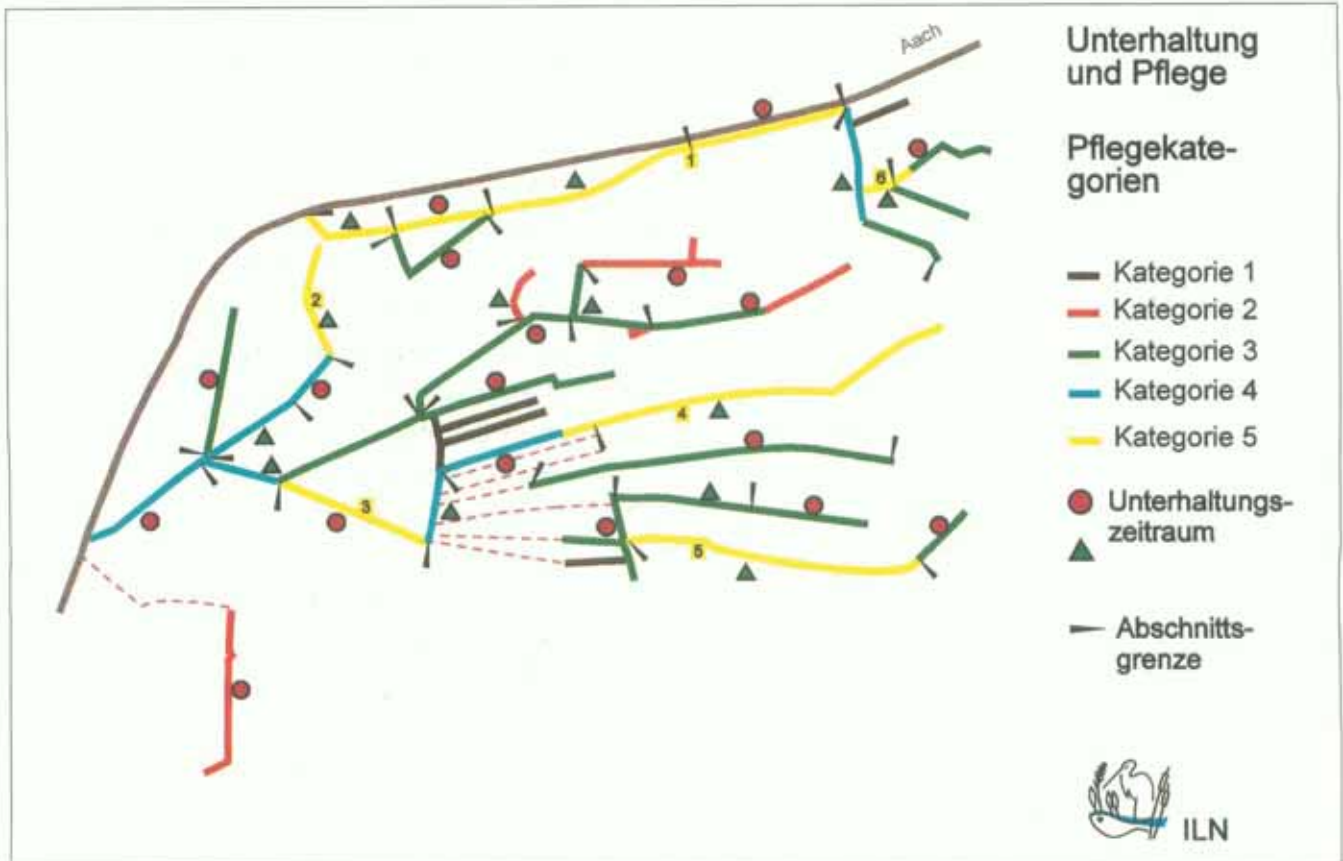 Aach
Unterhaltung
und Pflege
Pflegekate-
gorien
Kategorie 1
Kategorie 2
Kategorie 3
Kategorie 4
Kategorie 5
Unterhaltungs-
zeitraum
Abschnitts-
grenze
ILN
1
6
2
4
3
5